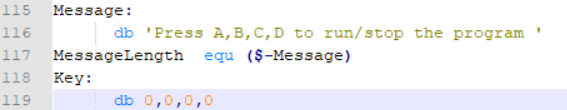 115 Message:
116 db 'Press A,B,C,D to run/stop the program '
117 MessageLength equ ($-Message)
118 Key:
119 db 0,0,0,0